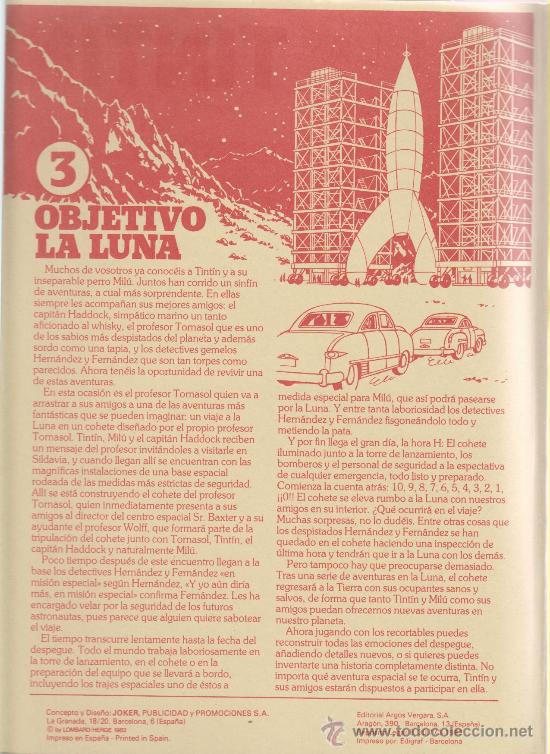 3
OBJETIVO
LA LUNA
Muchos de vosotros ya conocéis a Tintín y a su
inseparable perro Milú. Juntos han corrido un sinfín
de aventuras, a cual más sorprendente. En ellas
siempre les acompañan sus mejores amigos: el
capitán Haddock, simpático marino un tanto
aficionado al whisky, el profesor Tornasol que es uno
de los sabios más despistados del planeta y además
sordo como una tapia, y los detectives gemelos
Hernández y Fernández que son tan torpes como
parecidos. Ahora tenéis la oportunidad de revivir una
de estas aventuras.
En esta ocasión es el profesor Tornasol quien va a
arrastrar a sus amigos a una de las aventuras más
fantásticas que se pueden imaginar: un viaje a la
Luna en un cohete diseñado por el propio profesor
Tornasol. Tintín, Milú y el capitán Haddock reciben
un mensaje del profesor invitándoles a visitarle en
Sildavia, y cuando llegan allí se encuentran con las
magníficas instalaciones de una base espacial
rodeada de las medidas más estrictas de seguridad.
Allí se está construyendo el cohete del profesor
Tornasol, quien inmediatamente presenta a sus
amigos al director del centro espacial Sr. Baxter y a su
ayudante el profesor Wolff, que formará parte de la
tripulación del cohete junto con Tornasol, Tintín, el
capitán Haddock y naturalmente Milú.
Poco tiempo después de este encuentro llegan a la
base los detectives Hernández y Fernández «en
misión especial» según Hernández, «Y yo aún diría
más, en misión especial» confirma Fernández. Les han
encargado velar por la seguridad de los futuros
astronautas, pues parece que alguien quiere sabotear
el viaje.
El tiempo transcurre lentamente hasta la fecha del
despegue. Todo el mundo trabaja laboriosamente en
la torre de lanzamiento, en el cohete o en la
preparación del equipo que se llevará a bordo,
incluyendo los trajes espaciales uno de éstos a
medida especial para Milú, que así podrá pasearse
por la Luna. Y entre tanta laboriosidad los detectives
Hernández y Fernández fisgoneándolo todo y
metiendo la pata.
Y por fin llega el gran día, la hora H: El cohete
iluminado junto a la torre de lanzamiento, los
bomberos y el personal de seguridad a la espectativa
de cualquier emergencia, todo listo y preparado.
Comienza la cuenta atrás: 10, 9, 8, 7, 6, 5, 4, 3, 2, 1,
¡¡0!! El cohete se eleva rumbo a la Luna con nuestros
amigos en su interior. ¿Qué ocurrirá en el viaje?
Muchas sorpresas, no lo dudéis. Entre otras cosas que
los despistados Hernández y Fernández se han
quedado en el cohete haciendo una inspección de
última hora y tendrán que ir a la Luna con los demás.
Pero tampoco hay que preocuparse demasiado.
Tras una serie de aventuras en la Luna, el cohete
regresará a la Tierra con sus ocupantes sanos y
salvos, de forma que tanto Tintín y Milú como sus
amigos puedan ofrecernos nuevas aventuras en
nuestro planeta.
Ahora jugando con los recortables puedes
reconstruir todas las emociones del despegue,
añadiendo detalles nuevos, o si quieres puedes
inventarte una historia completamente distinta. No
importa qué aventura espacial se te ocurra, Tintín y
sus amigos estarán dispuestos a participar en ella.
Concepto y Diseño: JOKER, PUBLICIDAD y PROMOCIONES S.A.
La Granada, 18/20. Barcelona, 6 (España)
© by LOMBARD/HERGÉ 1982
Impreso en España - Printed in Spain.
Editorial Argos Vergara, S.A.
Aragón, 390. Barcelona, 13 (España)
Impreso por: Edigraf - Barcelona
www.todocoleccion.net